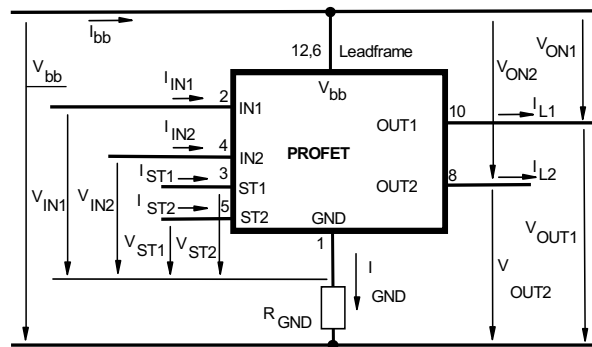 I bb
V bb
12,6 Leadframe
V ON1
V ON2
I IN1
2
IN1
V bb
OUT1
10
I L1
I IN2
4
IN2
PROFET
I ST1
3
ST1
OUT2
8
I L2
V IN1
V IN2
I ST2
5
ST2
GND
V ST1
V ST2
1
V OUT1
I GND
V OUT2
R GND